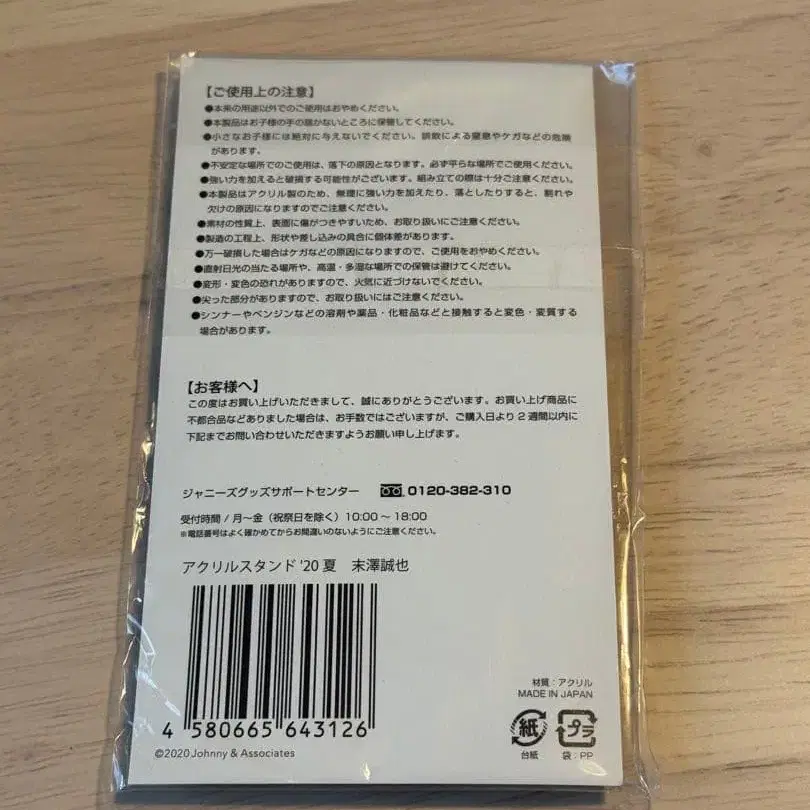 【ご使用上の注意】
●本来の用途以外でのご使用はおやめください。
●本製品はお子様の手の届かないところに保管してください。
●小さなお子様には絶対に与えないでください。誤飲による窒息やケガなどの危険
があります。
●不安定な場所でのご使用は、落下の原因となります。必ず平らな場所でご使用ください。
●強い力を加えると破損する可能性がございます。組み立ての際は十分ご注意ください。
●本製品はアクリル製のため、無理に強い力を加えたり、落としたりすると、割れや
欠けの原因になりますのでご注意ください。
●素材の性質上、表面に傷がつきやすいため、お取り扱いにご注意ください。
●製造の工程上、形状や差し込みの具合に個体差があります。
●万一破損した場合はケガなどの原因になりますので、ご使用をおやめください。
●直射日光の当たる場所や、高温・多湿な場所での保管は避けてください。
●変形・変色の恐れがありますので、火気に近づけないでください。
●尖った部分がありますので、お取り扱いにはご注意ください。
●シンナーやベンジンなどの溶剤や薬品・化粧品などと接触すると変色・変質する
場合があります。
【お客様へ】
この度はお買い上げいただきまして、誠にありがとうございます。お買い上げ商品に
不都合品などありました場合は、お手数ではございますが、ご購入日より2週間以内に
下記までお問い合わせいただきますようお願い申し上げます。
ジャニーズグッズサポートセンター 0120-382-310
受付時間/月～金(祝祭日を除く)10:00～18:00
※電話番号はよく確かめてからお間違いのないようにご注意ください。
アクリルスタンド '20 夏 末澤誠也
4 580665 643126
©2020 Johnny & Associates
材質:アクリル
MADE IN JAPAN
紙 プラ
台紙 袋:PP